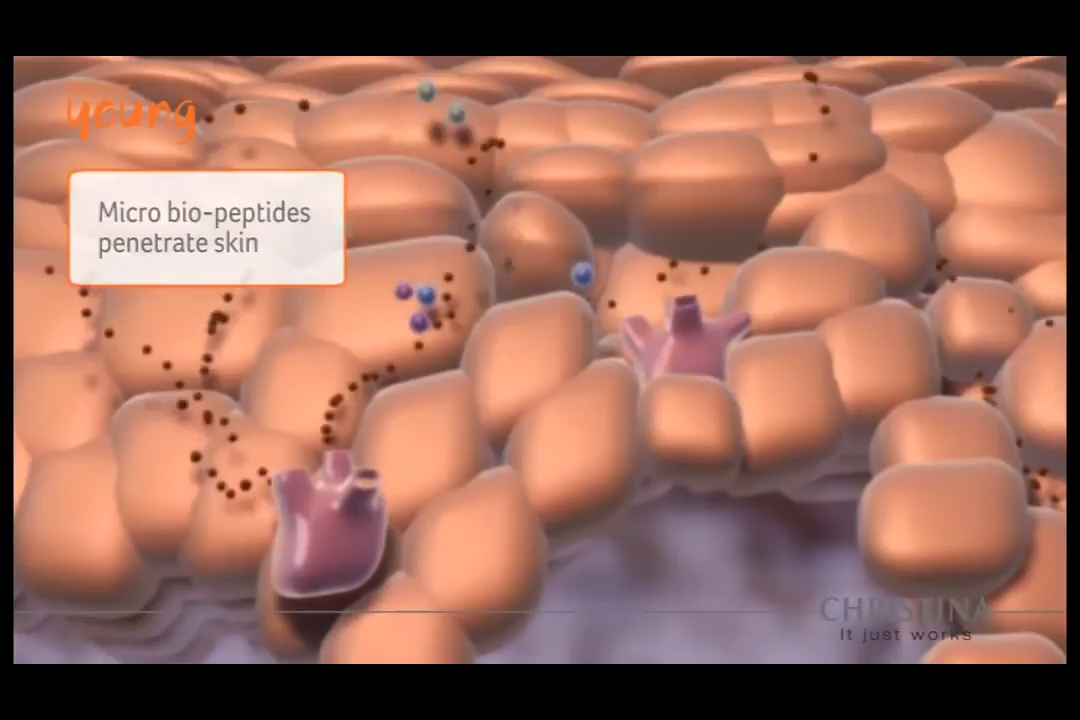 young
Micro bio-peptides
penetrate skin
CHRISTINA
It just works